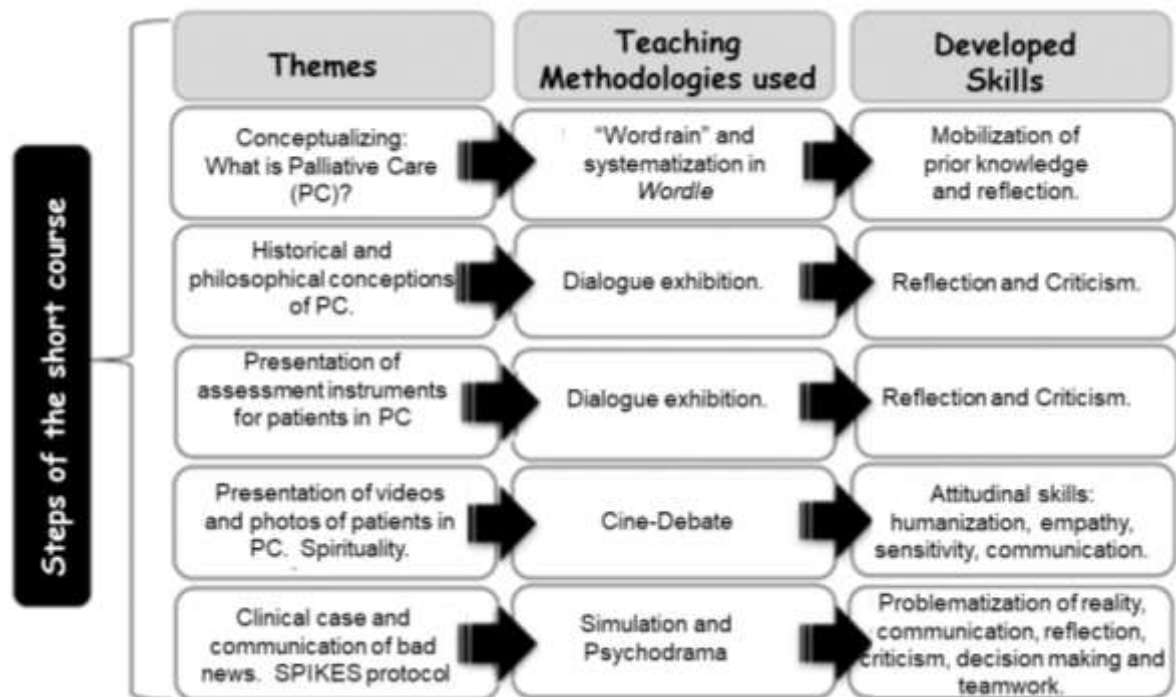 Steps of the short course
Themes
Teaching
Methodologies used
Developed
Skills
Conceptualizing:
What is Palliative Care
(PC)?
“Word rain” and
systematization in
Wordle
Mobilization of
prior knowledge
and reflection.
Historical and
philosophical conceptions
of PC.
Dialogue exhibition.
Reflection and Criticism.
Presentation of
assessment instruments
for patients in PC
Dialogue exhibition.
Reflection and Criticism.
Presentation of videos
and photos of patients in
PC. Spirituality.
Cine-Debate
Attitudinal skills:
humanization, empathy,
sensitivity, communication.
Clinical case and
communication of bad
news. SPIKES protocol
Simulation and
Psychodrama
Problematization of reality,
communication, reflection,
criticism, decision making and
teamwork.